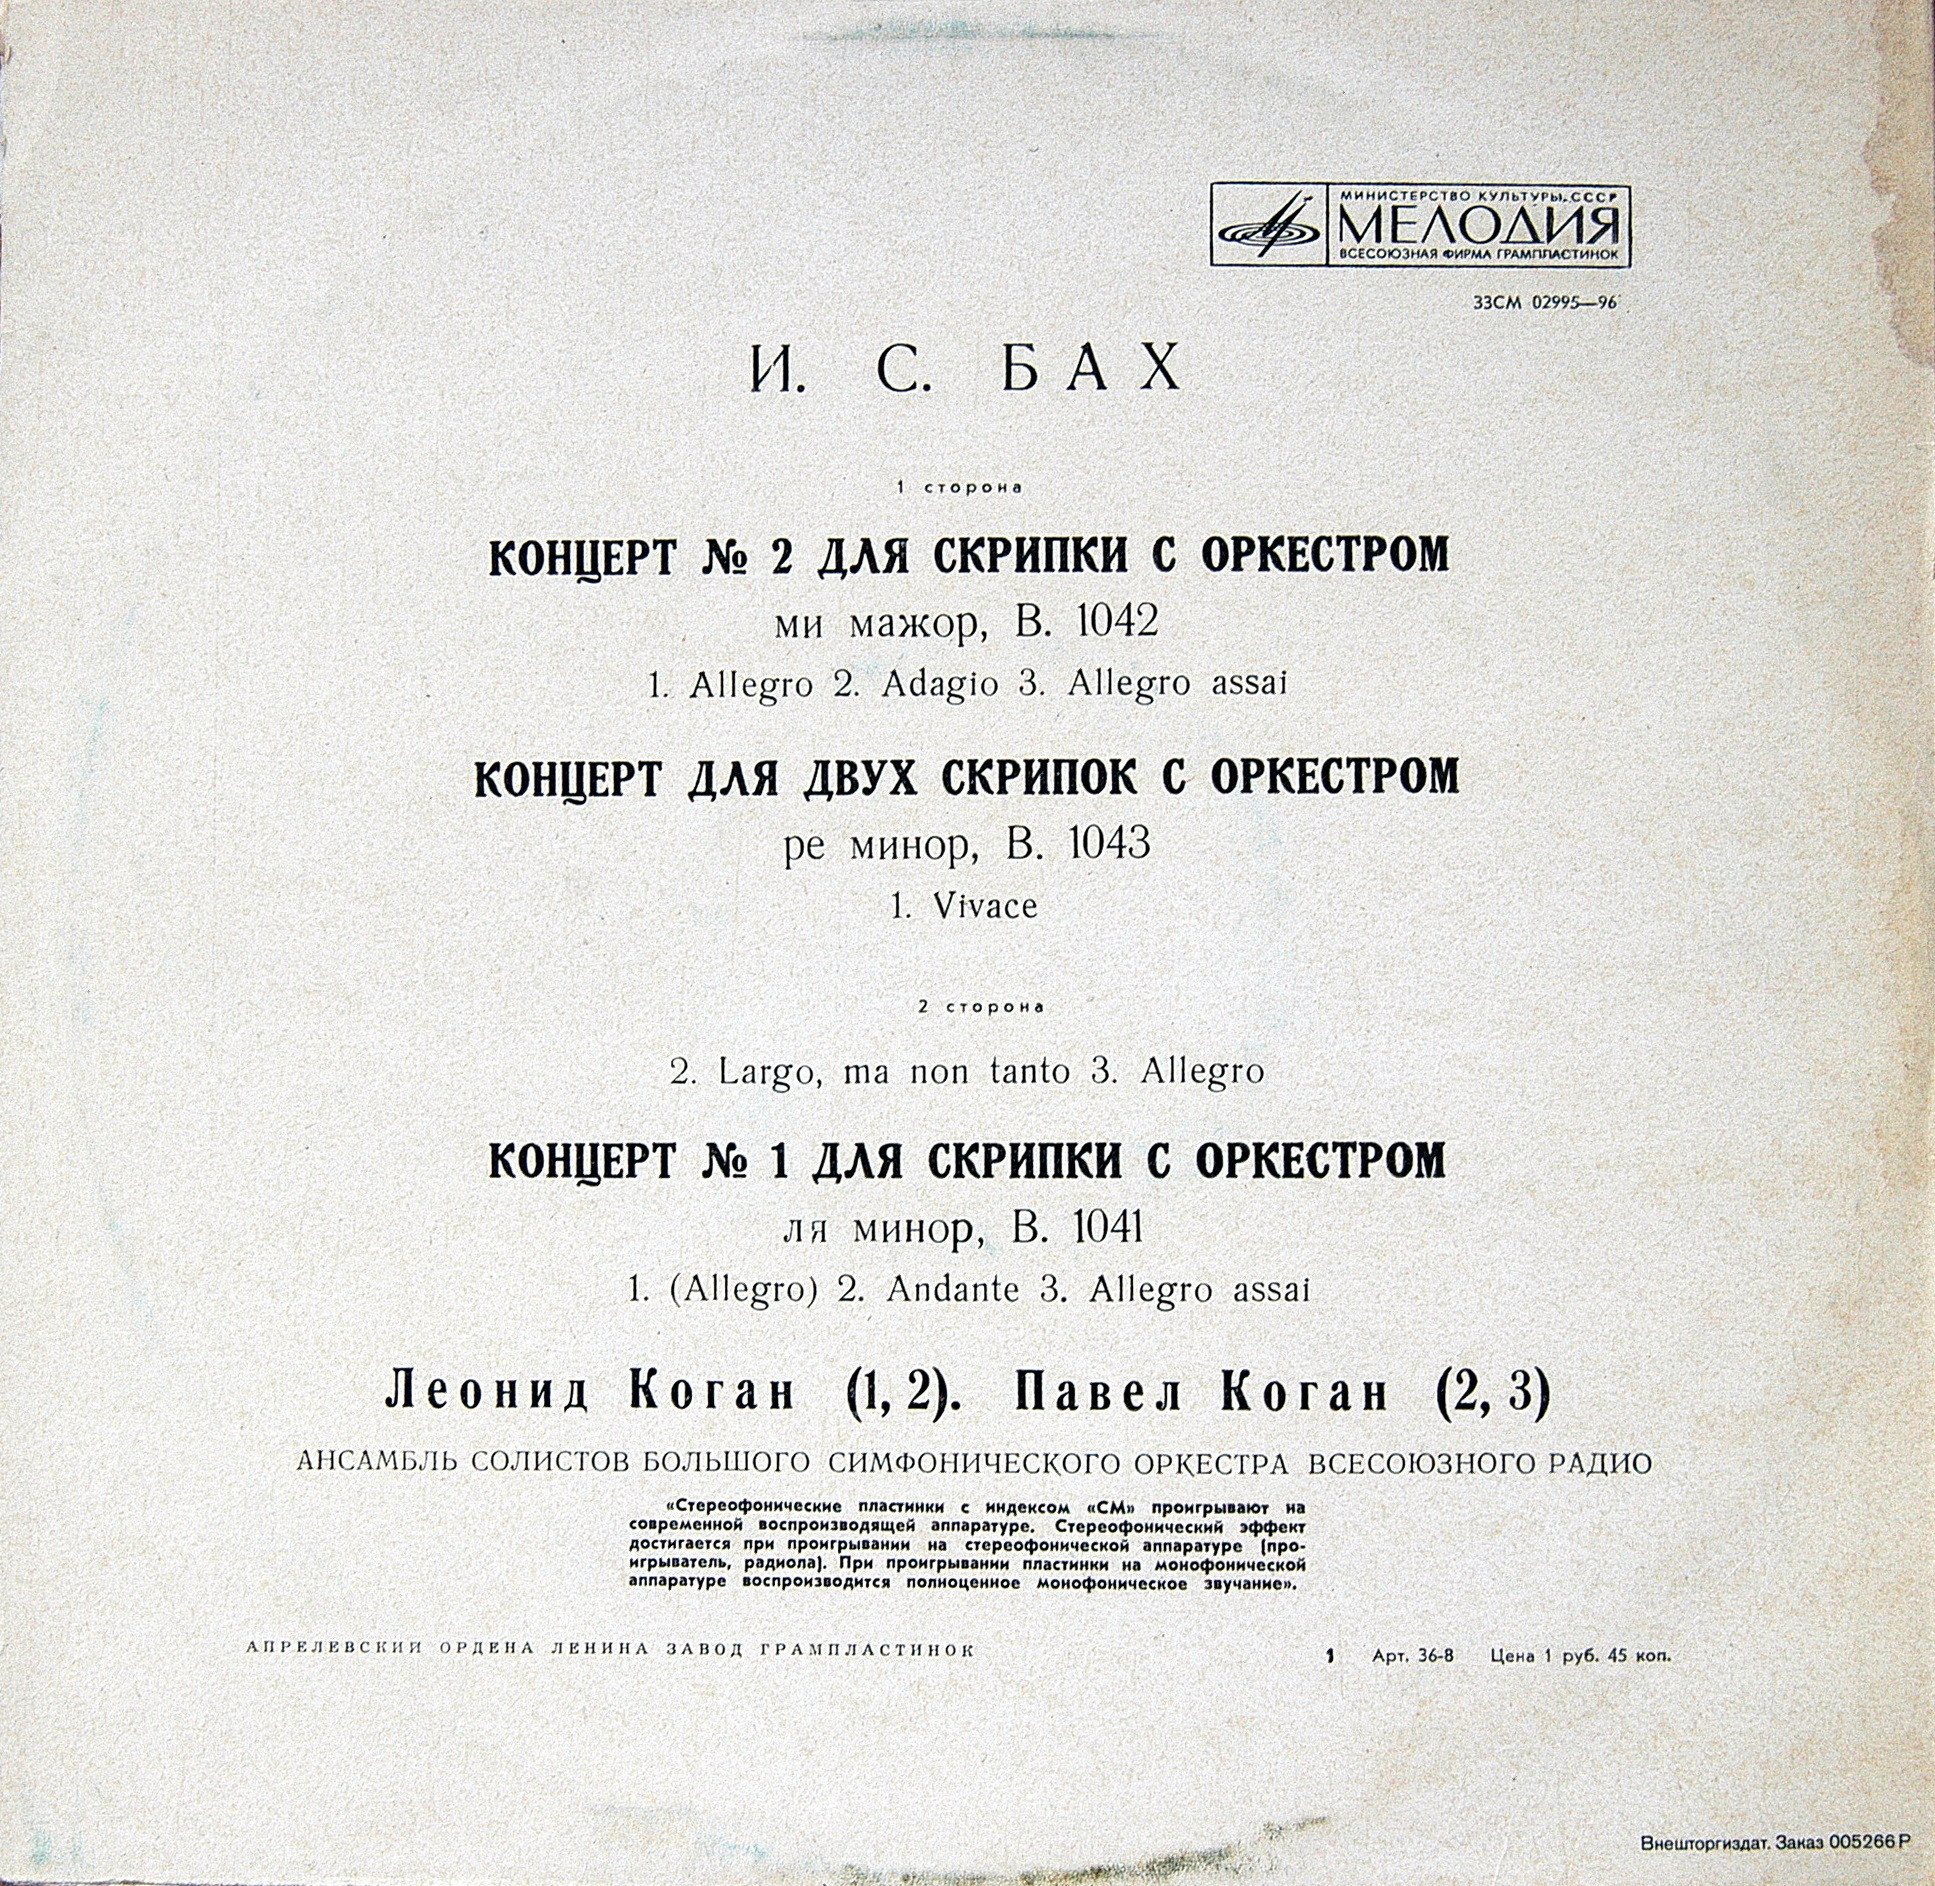 МИНИСТЕРСТВО КУЛЬТУРЫ СССР
МЕЛОДИЯ
ВСЕСОЮЗНАЯ ФИРМА ГРАМПЛАСТИНОК
33СМ 02995—96
И. С. БАХ
1 сторона
КОНЦЕРТ № 2 ДЛЯ СКРИПКИ С ОРКЕСТРОМ
ми мажор, В. 1042
1. Allegro 2. Adagio 3. Allegro assai
КОНЦЕРТ ДЛЯ ДВУХ СКРИПОК С ОРКЕСТРОМ
ре минор, В. 1043
1. Vivace
2 сторона
2. Largo, ma non tanto 3. Allegro
КОНЦЕРТ № 1 ДЛЯ СКРИПКИ С ОРКЕСТРОМ
ля минор, В. 1041
1. (Allegro) 2. Andante 3. Allegro assai
Леонид Коган (1, 2). Павел Коган (2, 3)
АНСАМБЛЬ СОЛИСТОВ БОЛЬШОГО СИМФОНИЧЕСКОГО ОРКЕСТРА ВСЕСОЮЗНОГО РАДИО
«Стереофонические пластинки с индексом «СМ» проигрывают на
современной воспроизводящей аппаратуре. Стереофонический эффект
достигается при проигрывании на стереофонической аппаратуре (про-
игрыватель, радиола). При проигрывании пластинки на монофонической
аппаратуре воспроизводится полноценное монофоническое звучание».
АПРЕЛЕВСКИЙ ОРДЕНА ЛЕНИНА ЗАВОД ГРАМПЛАСТИНОК
1 Арт. 36-8 Цена 1 руб. 45 коп.
Внешторгиздат. Заказ 005266 Р